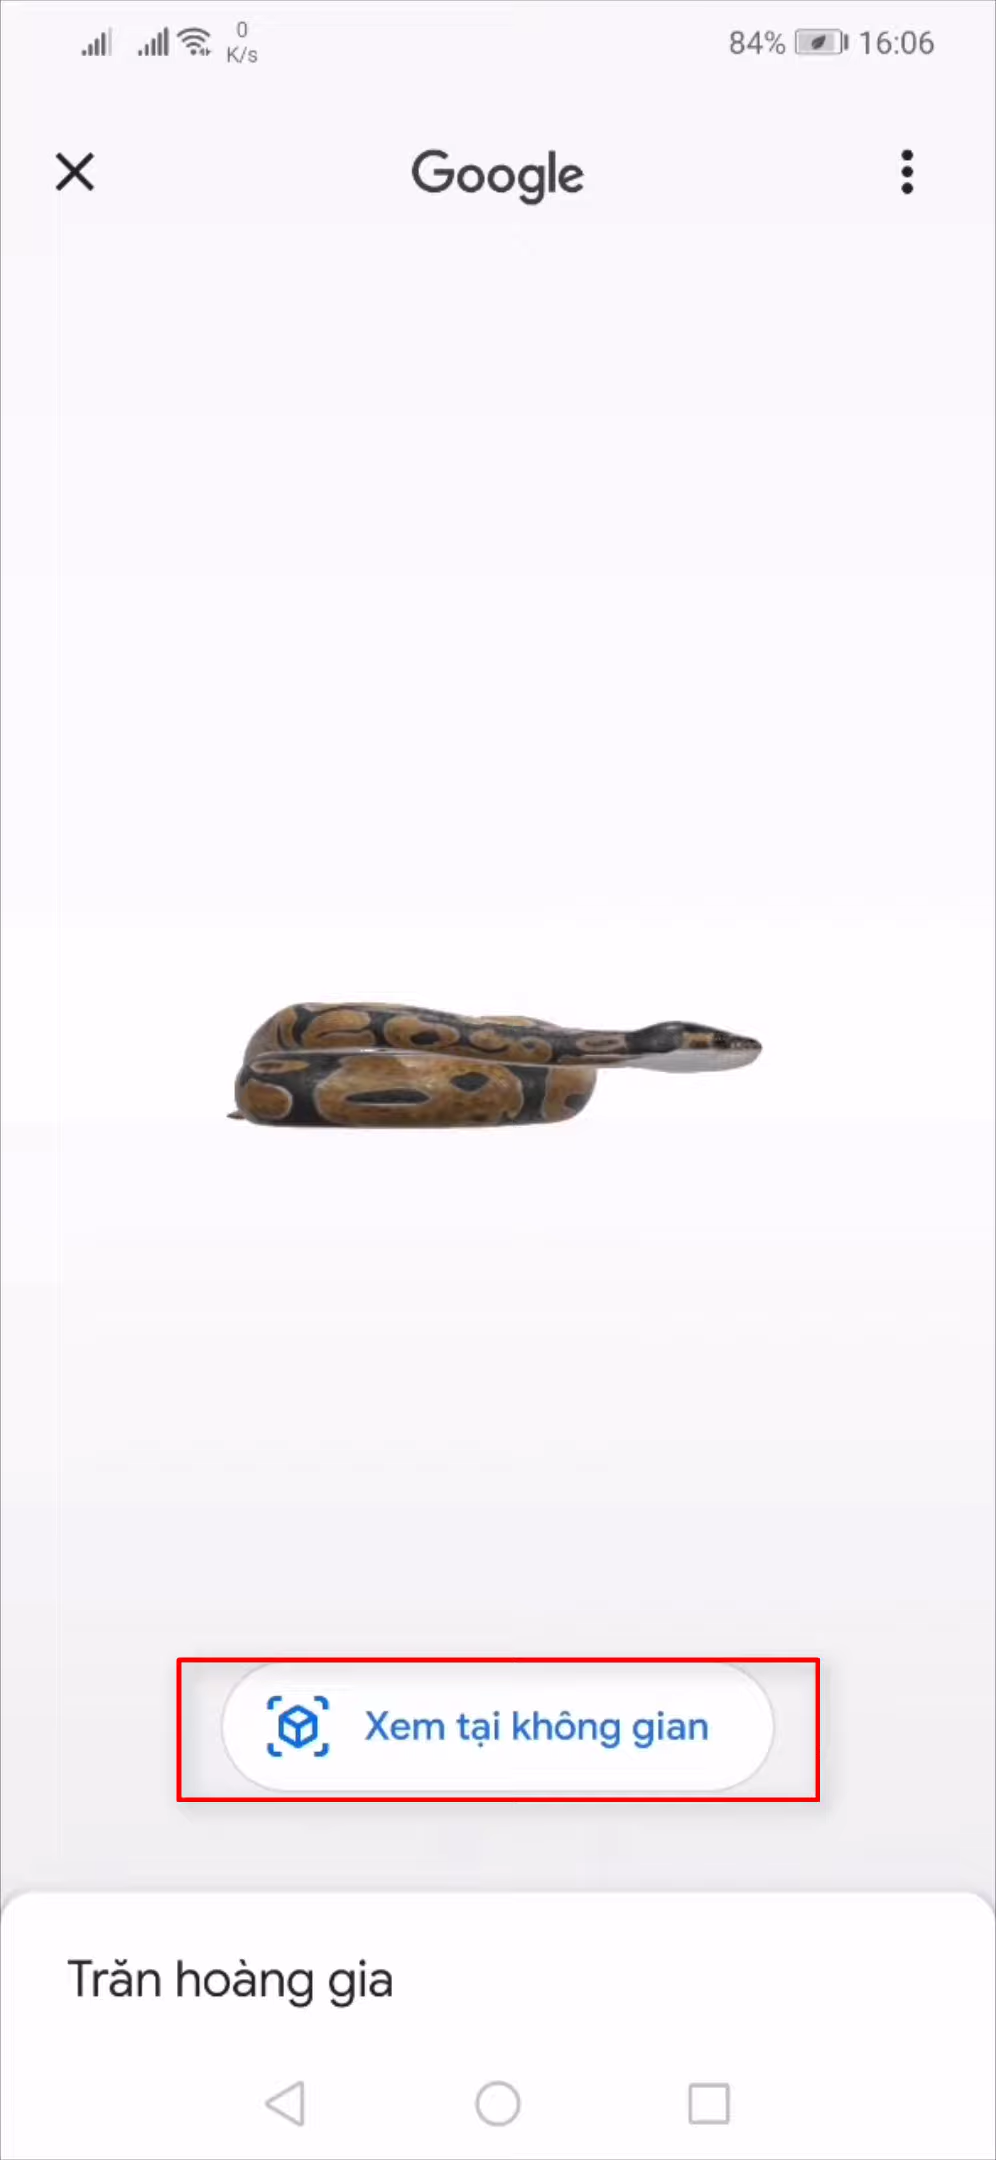 0
K/s
84% 16:06
Google
Xem tại không gian
Trăn hoàng gia